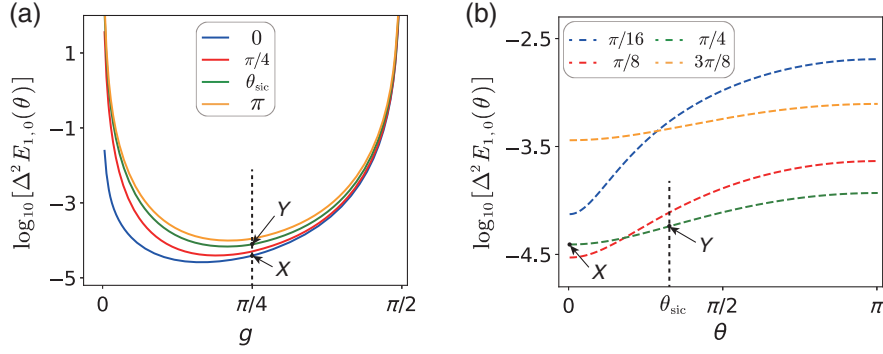 (a)
log₁₀[Δ²E₁,₀(θ)]
1
−1
−3
−5
0
π/4
θsic
π
Y
X
0
π/4
π/2
g
(b)
log₁₀[Δ²E₁,₀(θ)]
−2.5
−3.5
−4.5
π/16
π/4
π/8
3π/8
Y
X
0
θsic
π/2
π
θ